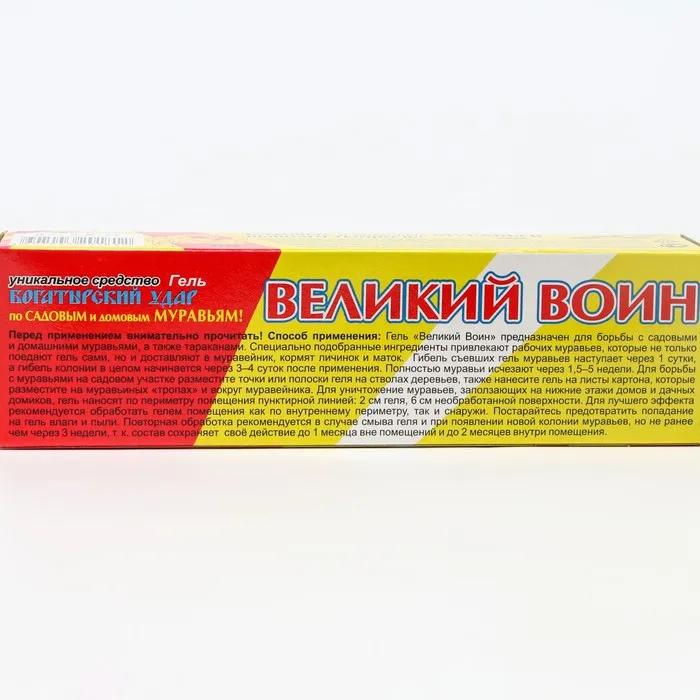 уникальное средство Гель
БОГАТЫРСКИЙ УДАР
по САДОВЫМ и домовым МУРАВЬЯМ!
ВЕЛИКИЙ ВОИН
Перед применением внимательно прочитать! Способ применения: Гель «Великий Воин» предназначен для борьбы с садовыми
и домашними муравьями, а также тараканами. Специально подобранные ингредиенты привлекают рабочих муравьев, которые не только
поедают гель сами, но и доставляют в муравейник, кормят личинок и маток. Гибель съевших гель муравьев наступает через 1 сутки,
а гибель колонии в целом начинается через 3–4 суток после применения. Полностью муравьи исчезают через 1,5–5 недели. Для борьбы
с муравьями на садовом участке разместите точки или полоски геля на стволах деревьев, также нанесите гель на листы картона, которые
разместите на муравьиных «тропах» и вокруг муравейника. Для уничтожение муравьев, заползающих на нижние этажи домов и дачных
домиков, гель наносят по периметру помещения пунктирной линией: 2 см геля, 6 см необработанной поверхности. Для лучшего эффекта
рекомендуется обработать гелем помещения как по внутреннему периметру, так и снаружи. Постарайтесь предотвратить попадание
на гель влаги и пыли. Повторная обработка рекомендуется в случае смыва геля и при появлении новой колонии муравьев, но не ранее
чем через 3 недели, т. к. состав сохраняет своё действие до 1 месяца вне помещений и до 2 месяцев внутри помещения.